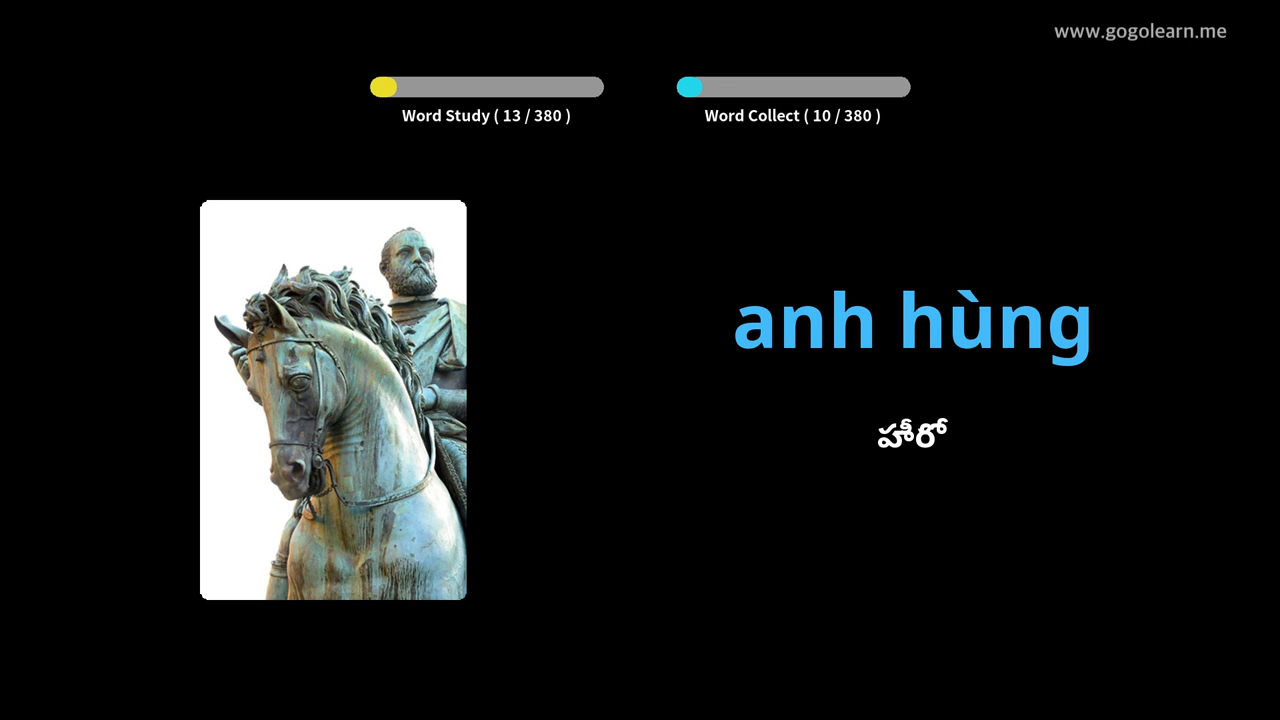 www.gogolearn.me
Word Study ( 13 / 380 )
Word Collect ( 10 / 380 )
anh hùng
హీరో